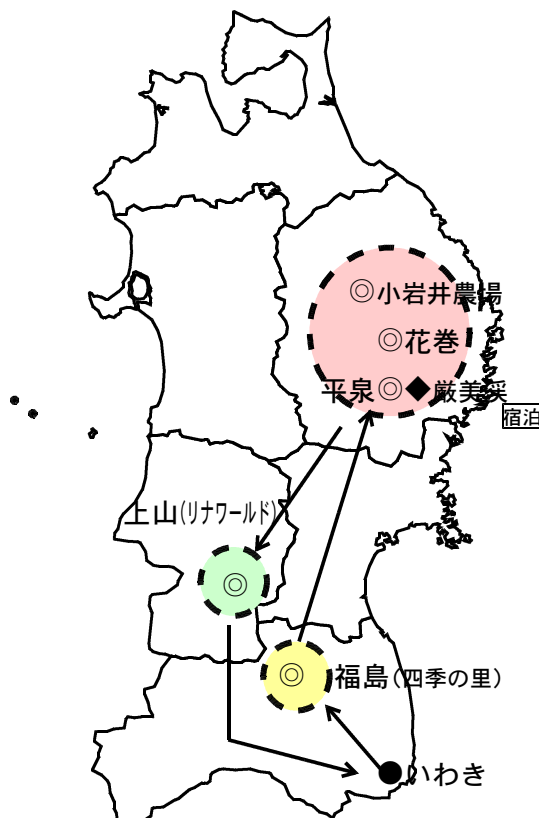 ◎小岩井農場
◎花巻
平泉◎◆厳美渓
宿泊
上山(リナワールド)
◎
◎ 福島(四季の里)
●いわき